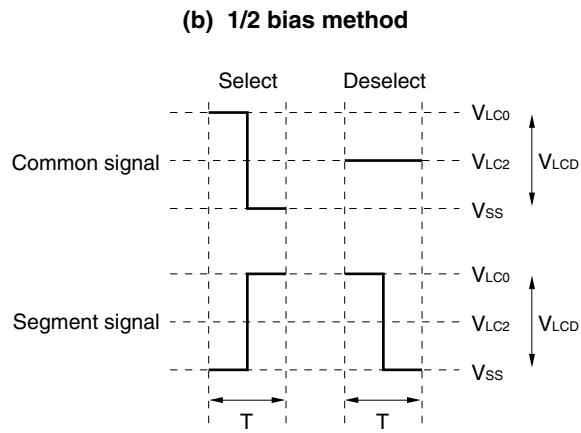 (b) 1/2 bias method
Select Deselect
VLC0
Common signal VLC2 VLCD
VSS
VLC0
Segment signal VLC2 VLCD
VSS
T T